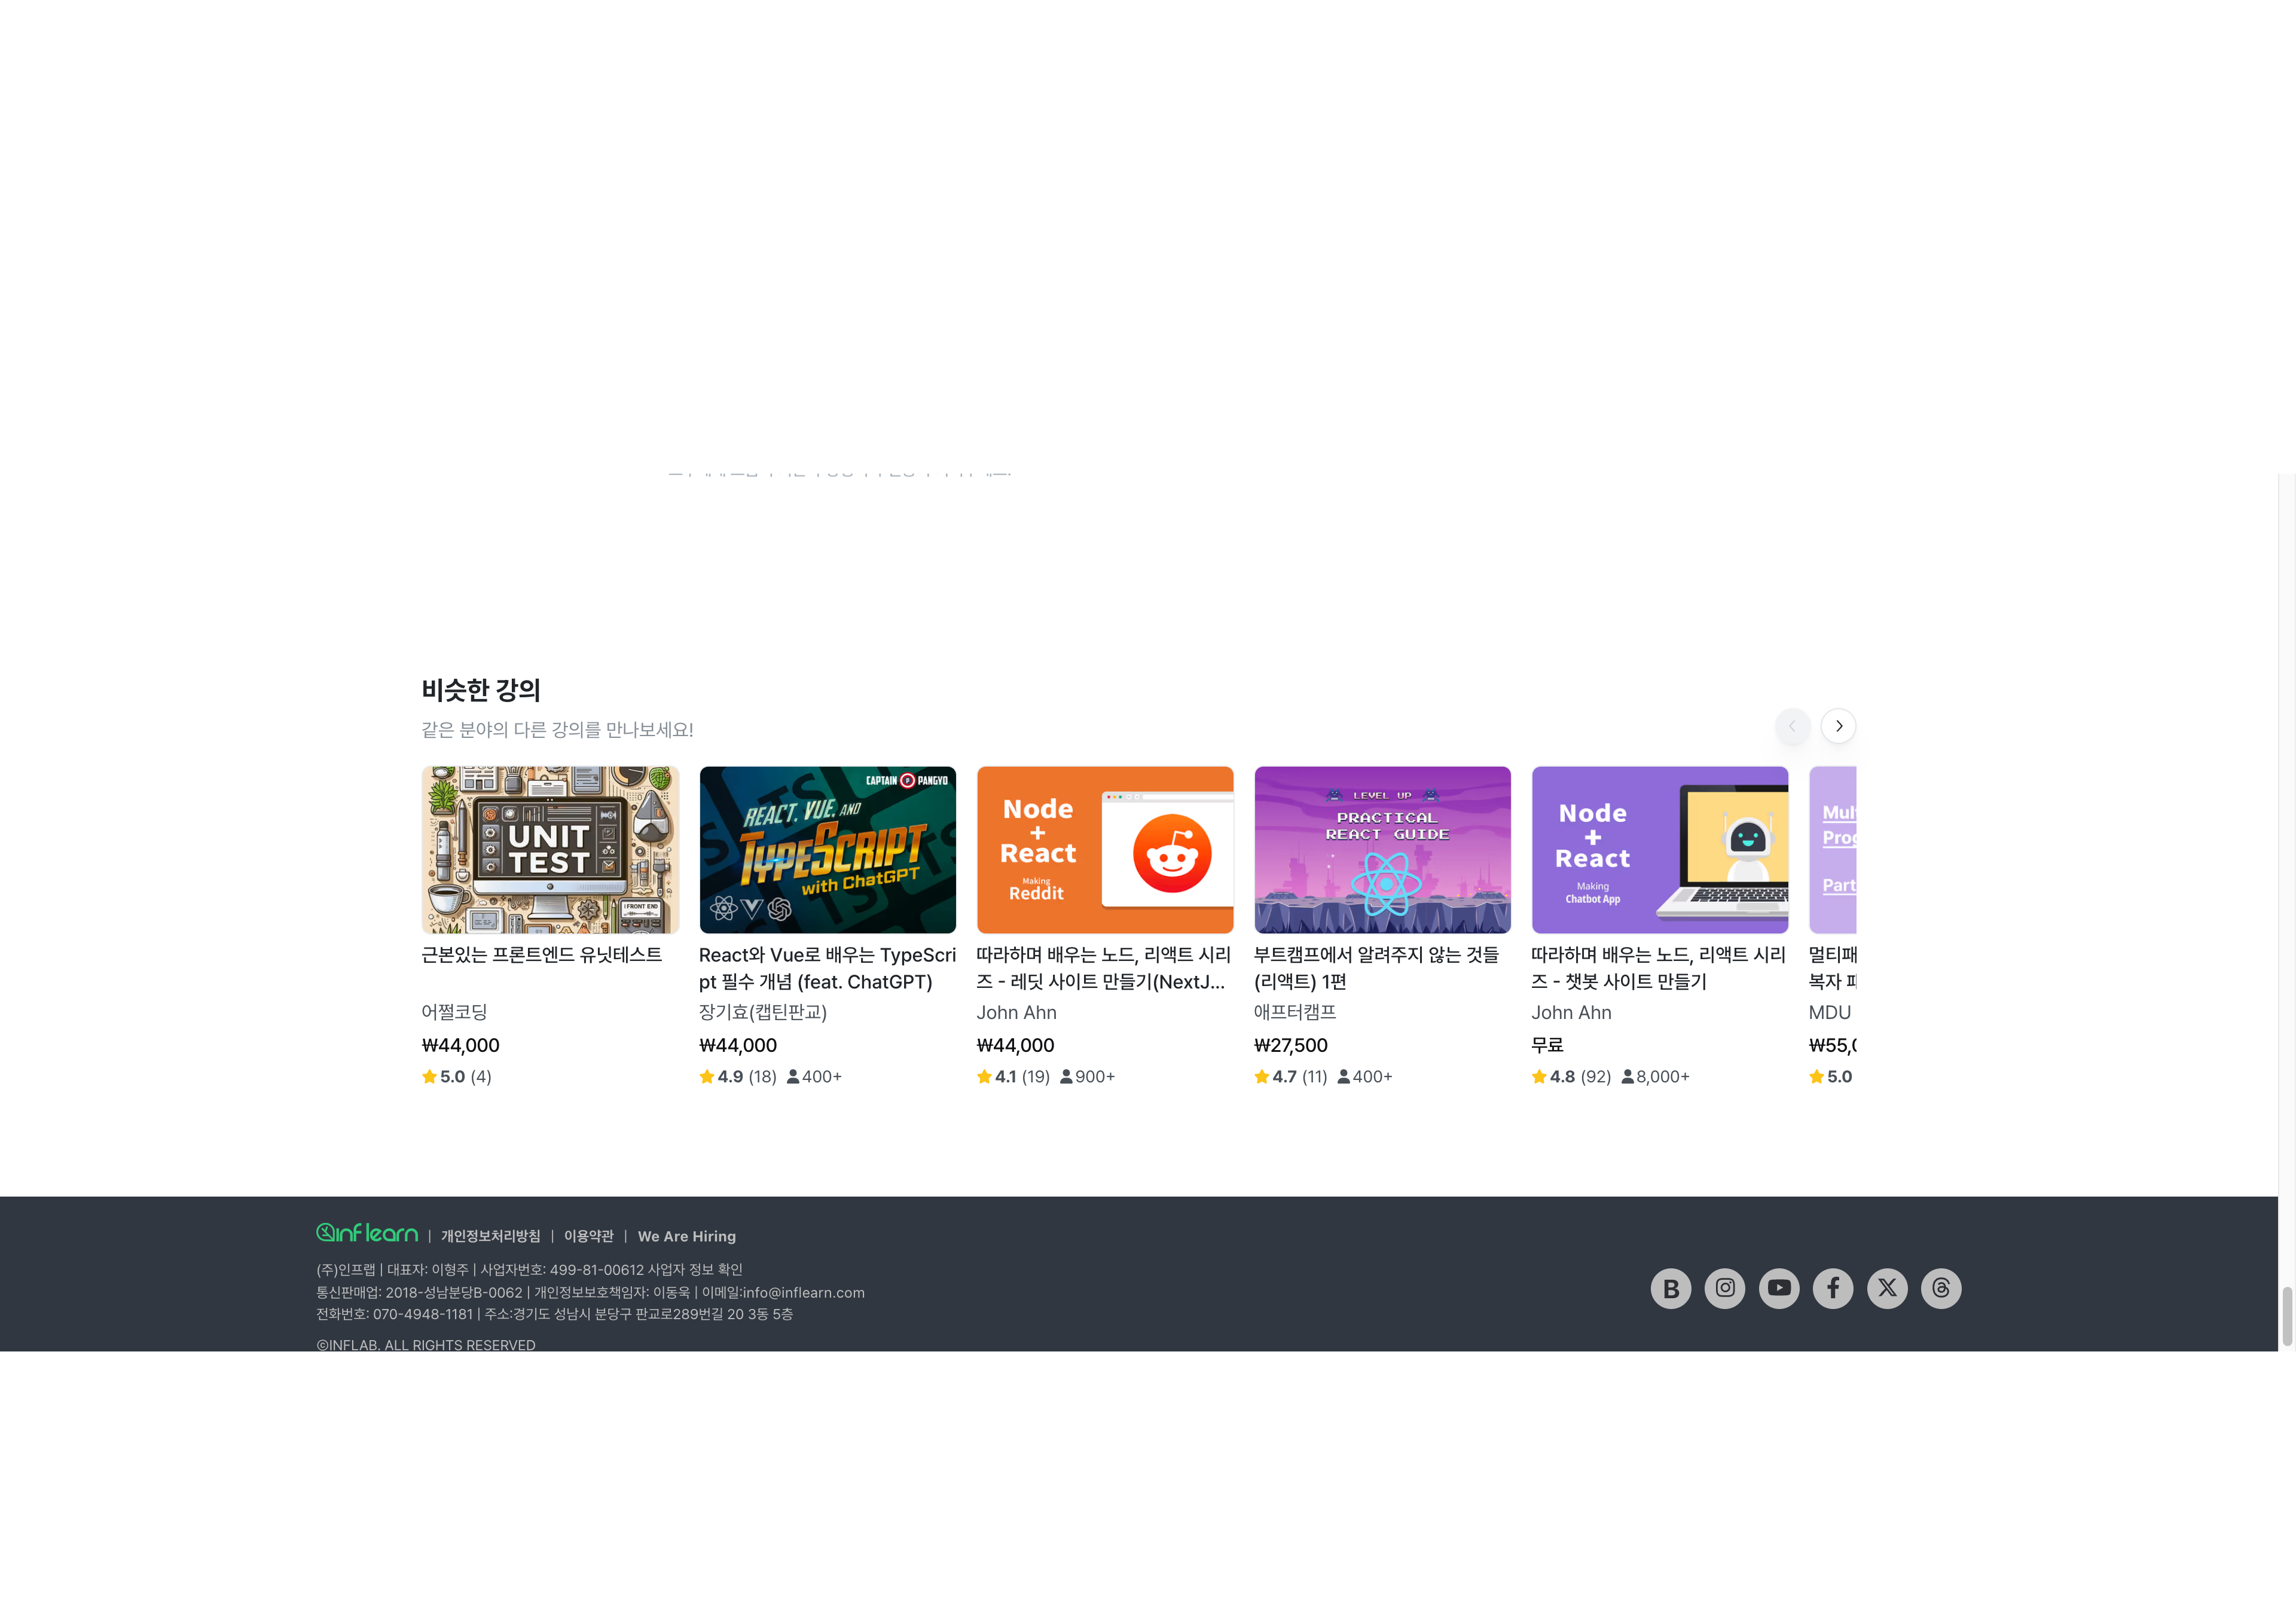 비슷한 강의
같은 분야의 다른 강의를 만나보세요!
UNIT
TEST
FRONT END
근본있는 프론트엔드 유닛테스트
어쩔코딩
₩44,000
5.0 (4)
CAPTAIN PANGYO
REACT, VUE, AND
TYPESCRIPT
with ChatGPT
React와 Vue로 배우는 TypeScri
pt 필수 개념 (feat. ChatGPT)
장기효(캡틴판교)
₩44,000
4.9 (18) 400+
Node
+
React
Making
Reddit
따라하며 배우는 노드, 리액트 시리
즈 - 레딧 사이트 만들기(NextJ...
John Ahn
₩44,000
4.1 (19) 900+
LEVEL UP
PRACTICAL
REACT GUIDE
부트캠프에서 알려주지 않는 것들
(리액트) 1편
애프터캠프
₩27,500
4.7 (11) 400+
Node
+
React
Making
Chatbot App
따라하며 배우는 노드, 리액트 시리
즈 - 챗봇 사이트 만들기
John Ahn
무료
4.8 (92) 8,000+
Mul
Prog
Part
멀티패
복자 
MDU
₩55,0
5.0
inflearn | 개인정보처리방침 | 이용약관 | We Are Hiring
(주)인프랩 | 대표자: 이형주 | 사업자번호: 499-81-00612 사업자 정보 확인
통신판매업: 2018-성남분당B-0062 | 개인정보보호책임자: 이동욱 | 이메일:info@inflearn.com
전화번호: 070-4948-1181 | 주소:경기도 성남시 분당구 판교로289번길 20 3동 5층
©INFLAB. ALL RIGHTS RESERVED
B